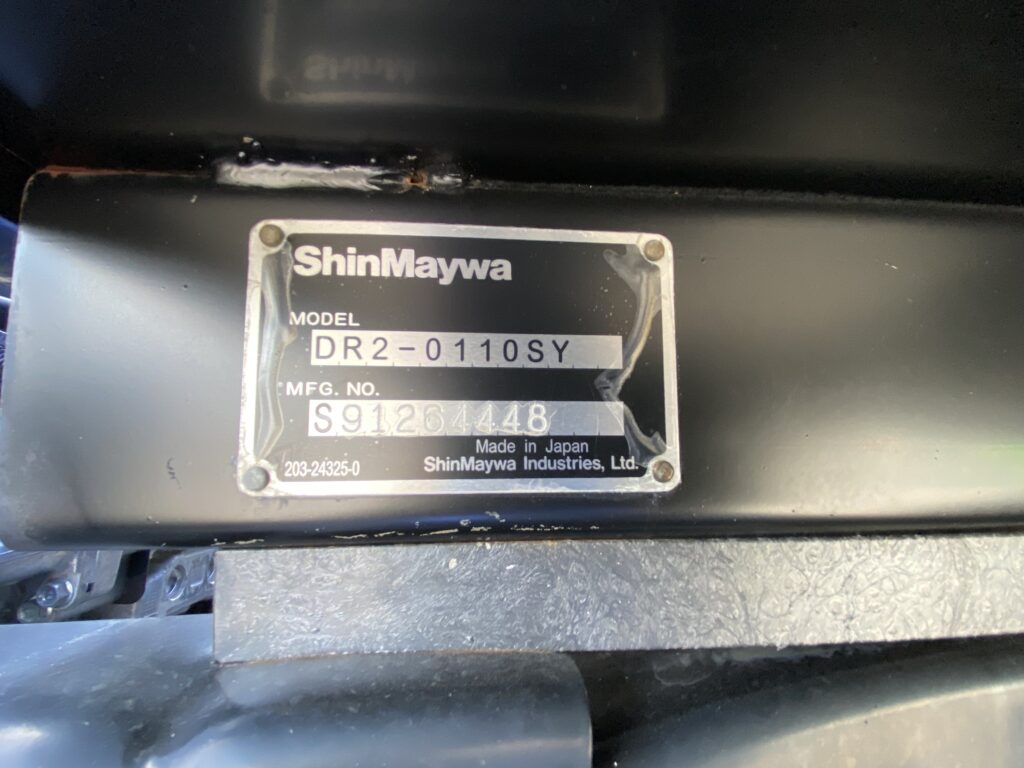 ShinMaywa
MODEL
DR2-0110SY
MFG. NO.
S91264448
Made in Japan
203-24325-0 ShinMaywa Industries, Ltd.